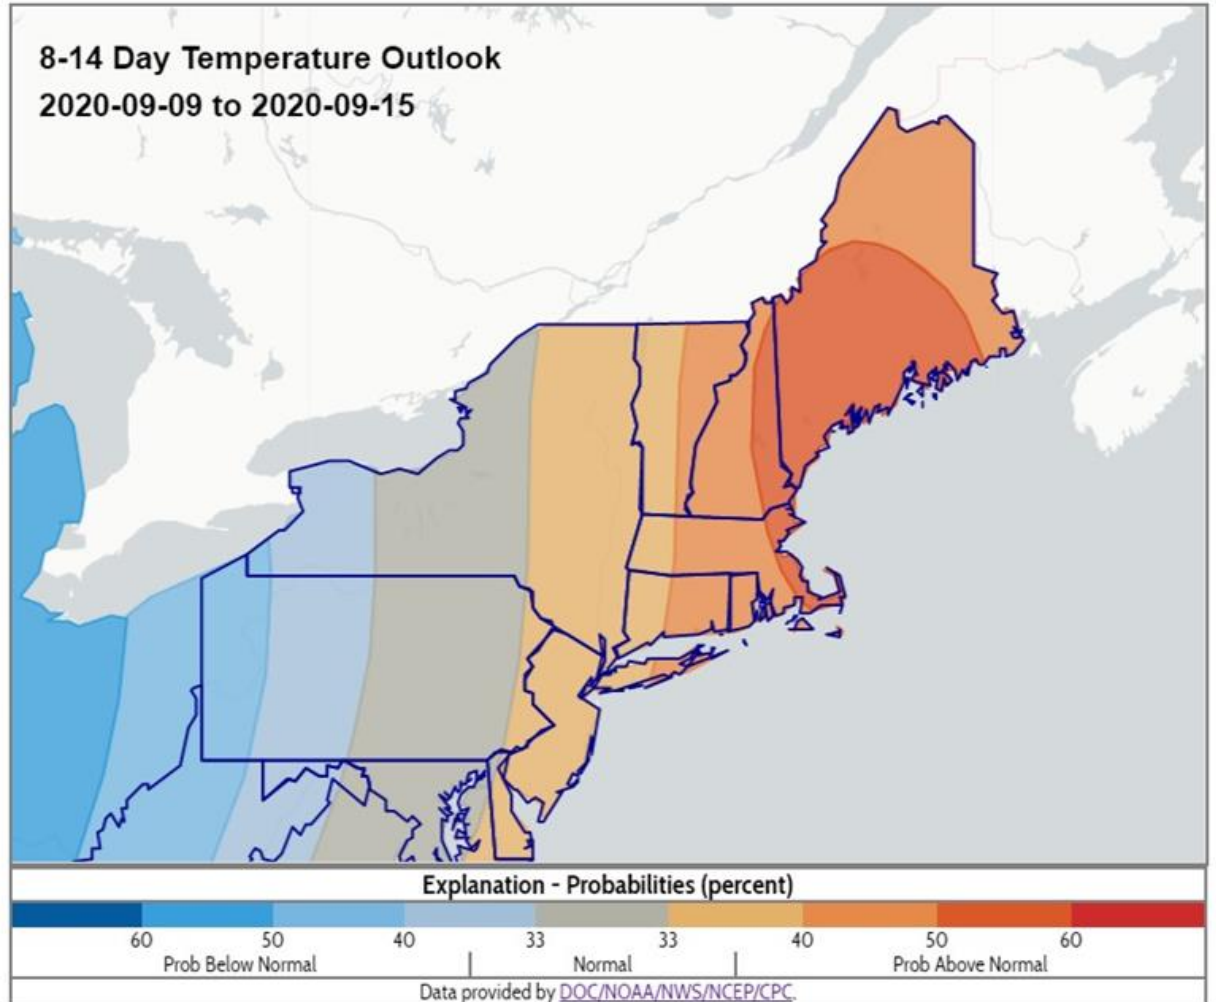 8-14 Day Temperature Outlook
2020-09-09 to 2020-09-15
Explanation - Probabilities (percent)
60 50 40 33 33 40 50 60
Prob Below Normal | Normal | Prob Above Normal
Data provided by DOC/NOAA/NWS/NCEP/CPC.